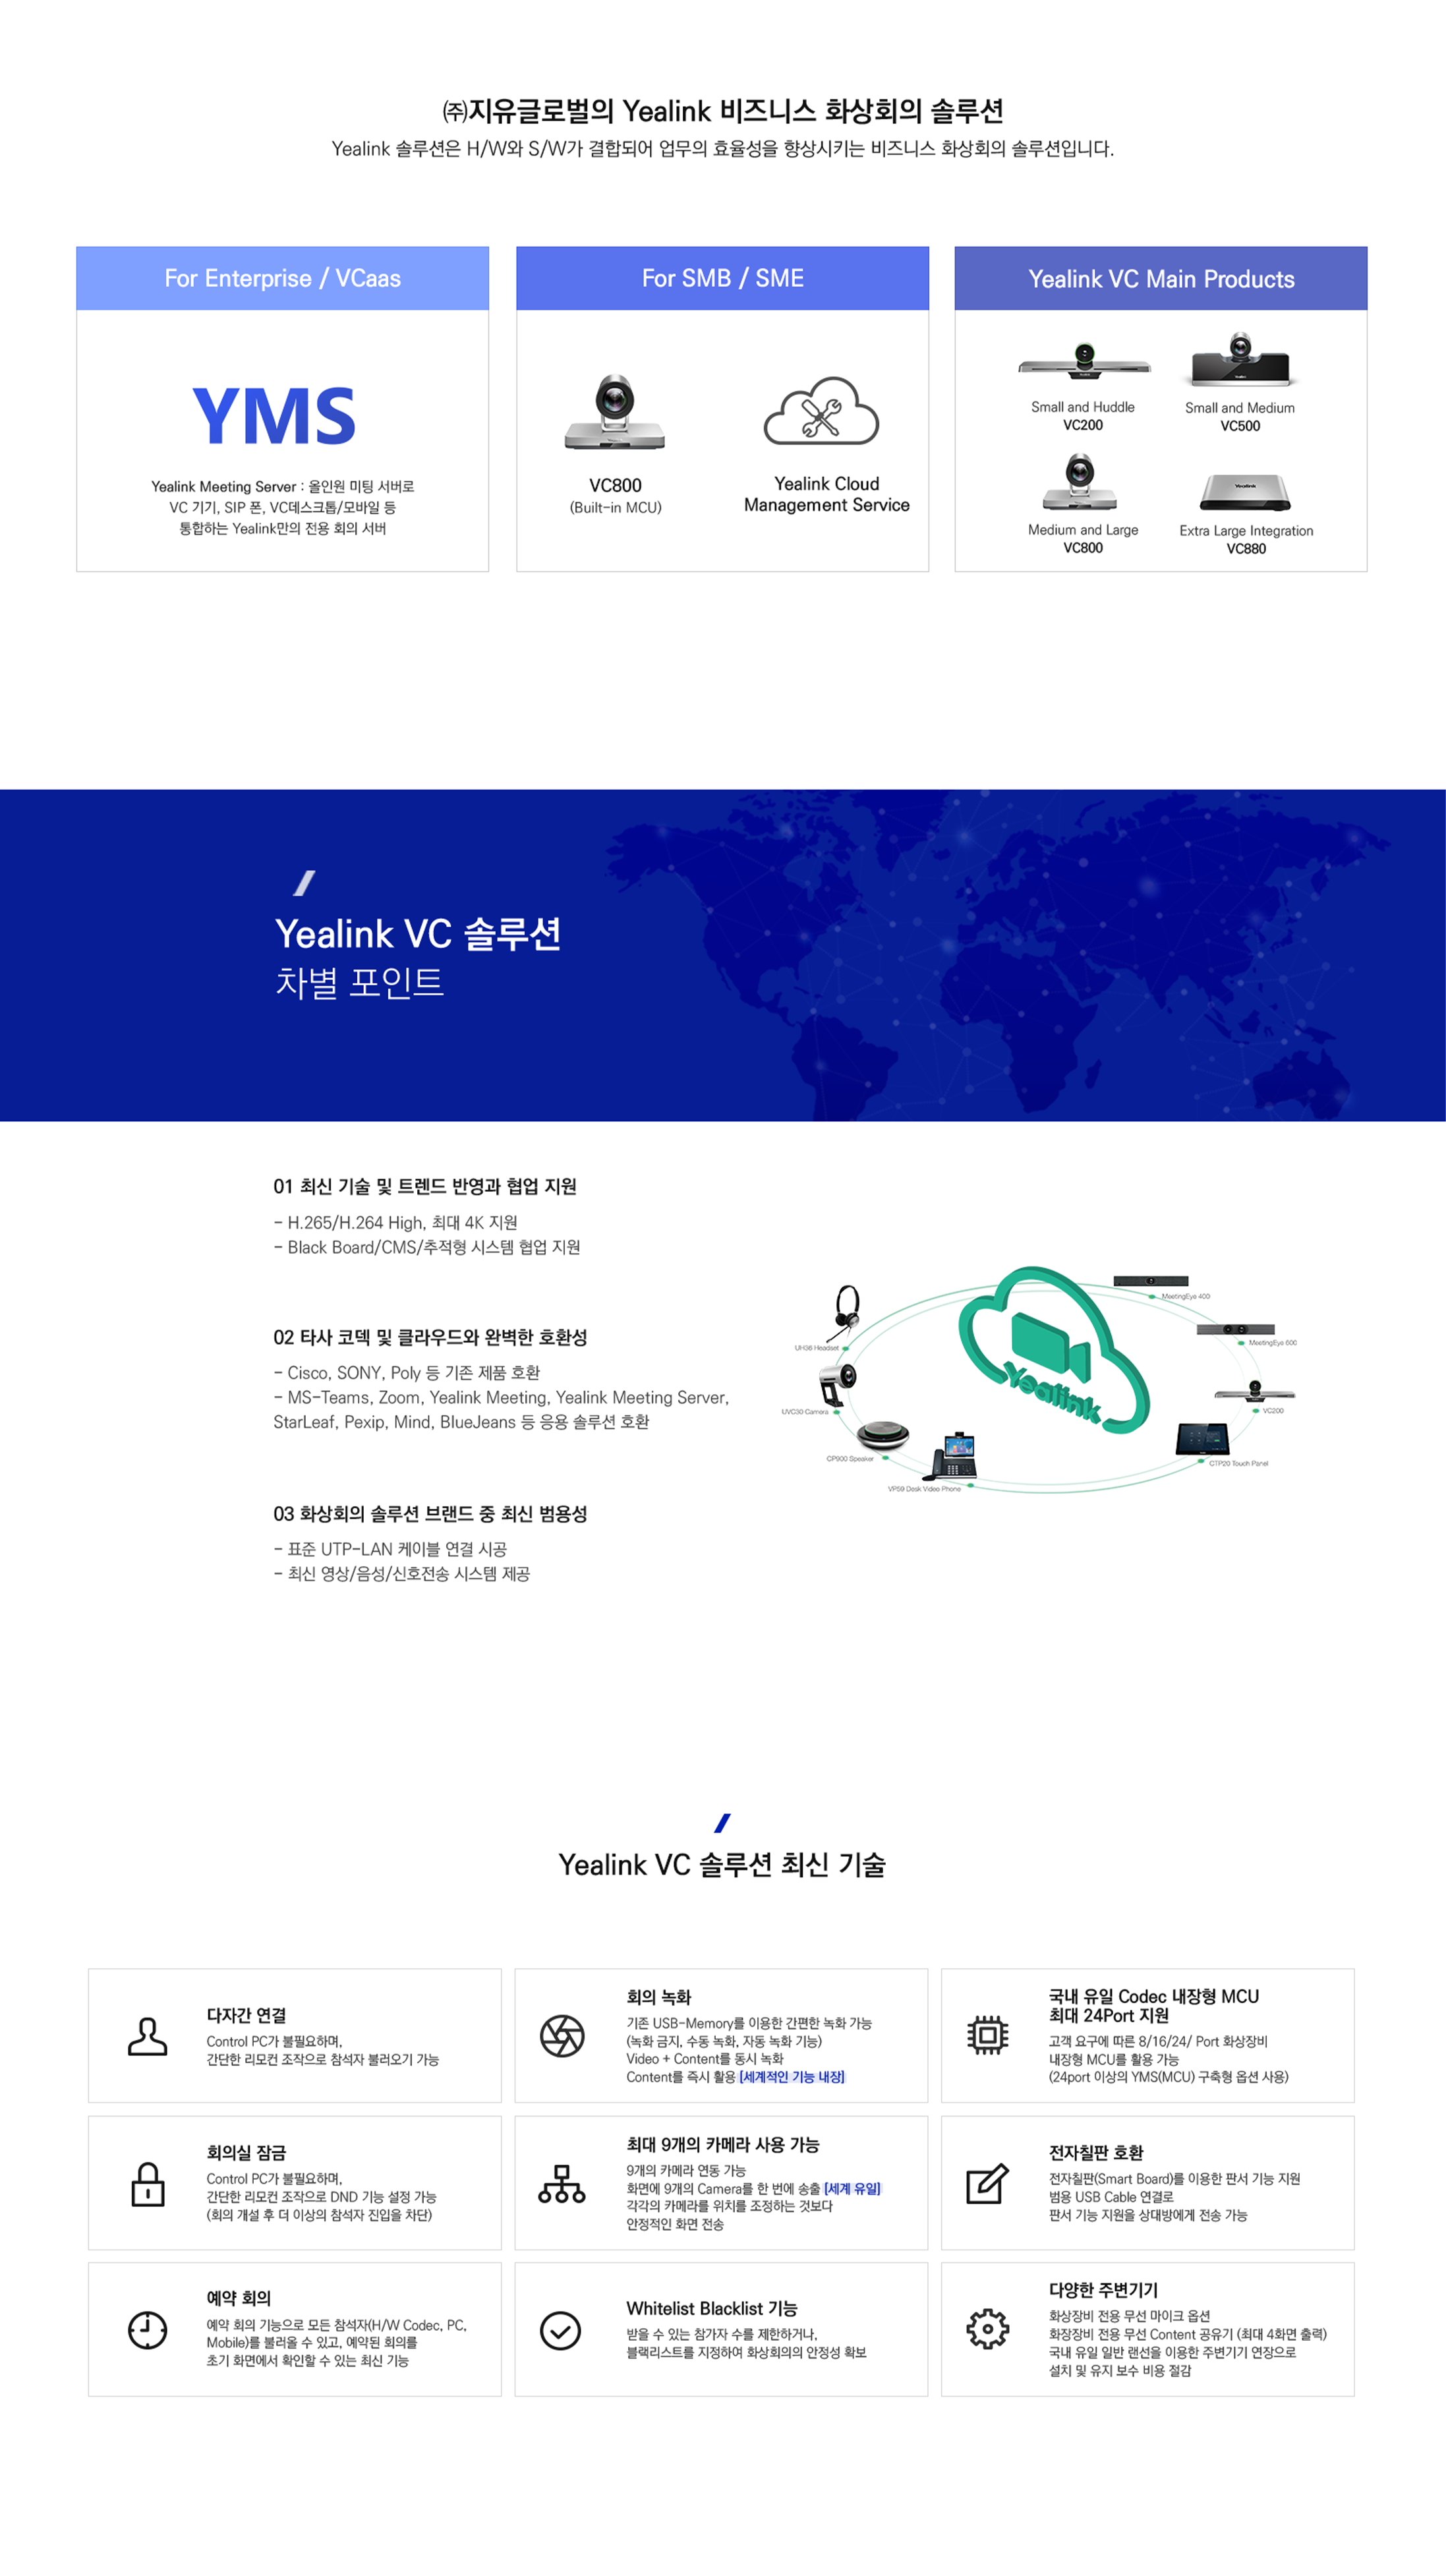 ㈜지유글로벌의 Yealink 비즈니스 화상회의 솔루션
Yealink 솔루션은 H/W와 S/W가 결합되어 업무의 효율성을 향상시키는 비즈니스 화상회의 솔루션입니다.
For Enterprise / VCaas
YMS
Yealink Meeting Server : 올인원 미팅 서버로
VC 기기, SIP 폰, VC데스크톱/모바일 등
통합하는 Yealink만의 전용 회의 서버
For SMB / SME
VC800
(Built-in MCU)
Yealink Cloud
Management Service
Yealink VC Main Products
Small and Huddle
VC200
Small and Medium
VC500
Medium and Large
VC800
Yealink
Extra Large Integration
VC880
Yealink VC 솔루션
차별 포인트
01 최신 기술 및 트렌드 반영과 협업 지원
- H.265/H.264 High, 최대 4K 지원
- Black Board/CMS/추적형 시스템 협업 지원
02 타사 코덱 및 클라우드와 완벽한 호환성
- Cisco, SONY, Poly 등 기존 제품 호환
- MS-Teams, Zoom, Yealink Meeting, Yealink Meeting Server,
StarLeaf, Pexip, Mind, BlueJeans 등 응용 솔루션 호환
03 화상회의 솔루션 브랜드 중 최신 범용성
- 표준 UTP-LAN 케이블 연결 시공
- 최신 영상/음성/신호전송 시스템 제공
Yealink
MeetingEye 400
MeetingEye 600
VC200
CTP20 Touch Panel
VP59 Desk Video Phone
CP900 Speaker
UVC30 Camera
UH36 Headset
Yealink VC 솔루션 최신 기술
다자간 연결
Control PC가 불필요하며,
간단한 리모컨 조작으로 참석자 불러오기 가능
회의 녹화
기존 USB-Memory를 이용한 간편한 녹화 가능
(녹화 금지, 수동 녹화, 자동 녹화 기능)
Video + Content를 동시 녹화
Content를 즉시 활용 [세계적인 기능 내장]
국내 유일 Codec 내장형 MCU
최대 24Port 지원
고객 요구에 따른 8/16/24/ Port 화상장비
내장형 MCU를 활용 가능
(24port 이상의 YMS(MCU) 구축형 옵션 사용)
회의실 잠금
Control PC가 불필요하며,
간단한 리모컨 조작으로 DND 기능 설정 가능
(회의 개설 후 더 이상의 참석자 진입을 차단)
최대 9개의 카메라 사용 가능
9개의 카메라 연동 가능
화면에 9개의 Camera를 한 번에 송출 [세계 유일]
각각의 카메라를 위치를 조정하는 것보다
안정적인 화면 전송
전자칠판 호환
전자칠판(Smart Board)를 이용한 판서 기능 지원
범용 USB Cable 연결로
판서 기능 지원을 상대방에게 전송 가능
예약 회의
예약 회의 기능으로 모든 참석자(H/W Codec, PC,
Mobile)를 불러올 수 있고, 예약된 회의를
초기 화면에서 확인할 수 있는 최신 기능
Whitelist Blacklist 기능
받을 수 있는 참가자 수를 제한하거나,
블랙리스트를 지정하여 화상회의의 안정성 확보
다양한 주변기기
화상장비 전용 무선 마이크 옵션
화장장비 전용 무선 Content 공유기 (최대 4화면 출력)
국내 유일 일반 랜선을 이용한 주변기기 연장으로
설치 및 유지 보수 비용 절감